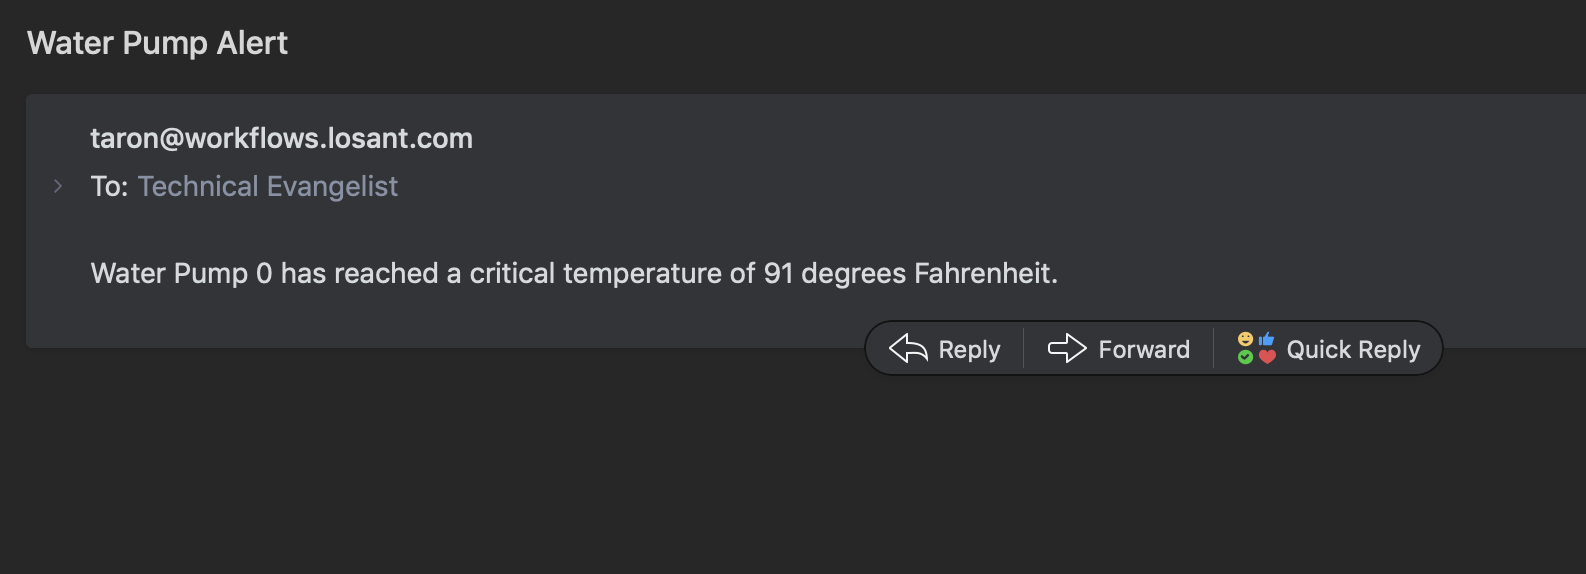 Water Pump Alert
taron@workflows.losant.com
To: Technical Evangelist
Water Pump 0 has reached a critical temperature of 91 degrees Fahrenheit.
Reply Forward Quick Reply